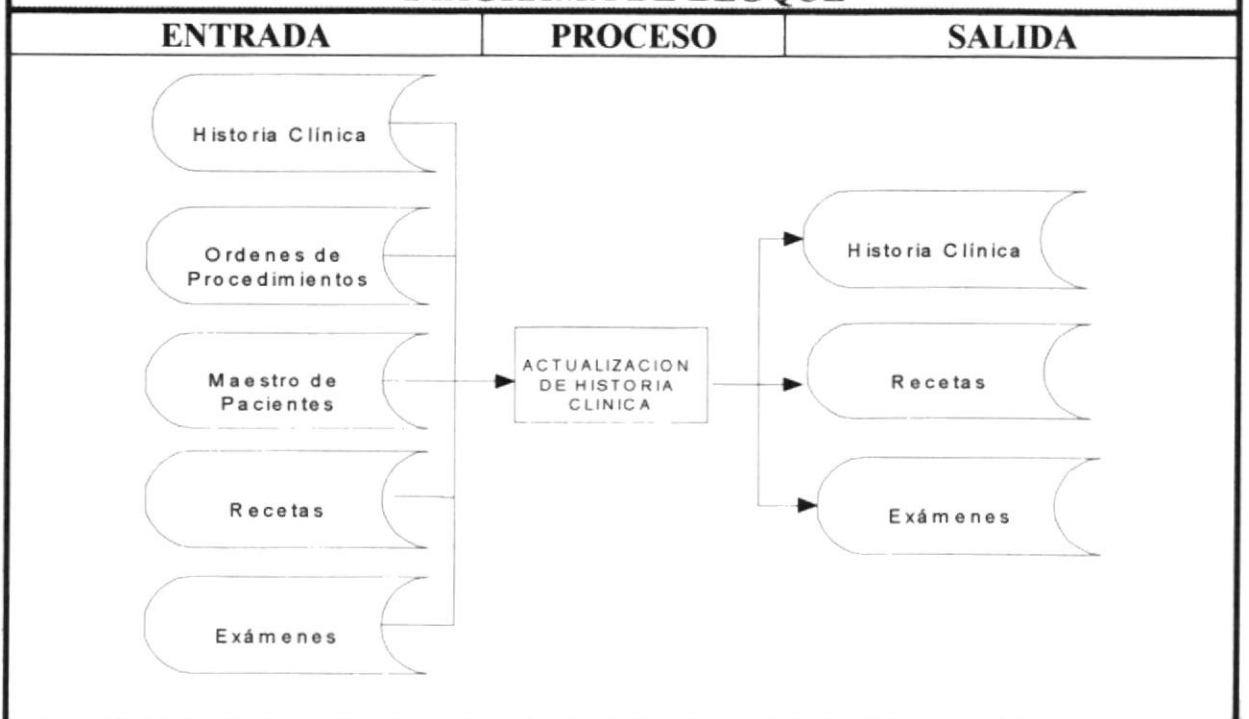 ENTRADA PROCESO SALIDA
Historia Clínica
Ordenes de
Procedimientos
Maestro de
Pacientes
Recetas
Exámenes
ACTUALIZACION
DE HISTORIA
CLINICA
Historia Clínica
Recetas
Exámenes